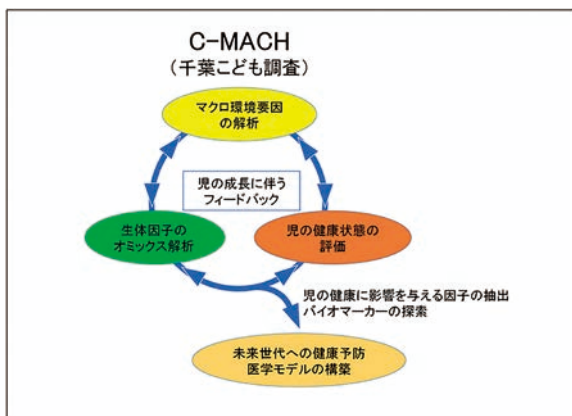 C-MACH
(千葉こども調査)
マクロ環境要因
の解析
児の成長に伴う
フィードバック
生体因子の
オミックス解析
児の健康状態の
評価
児の健康に影響を与える因子の抽出
バイオマーカーの探索
未来世代への健康予防
医学モデルの構築